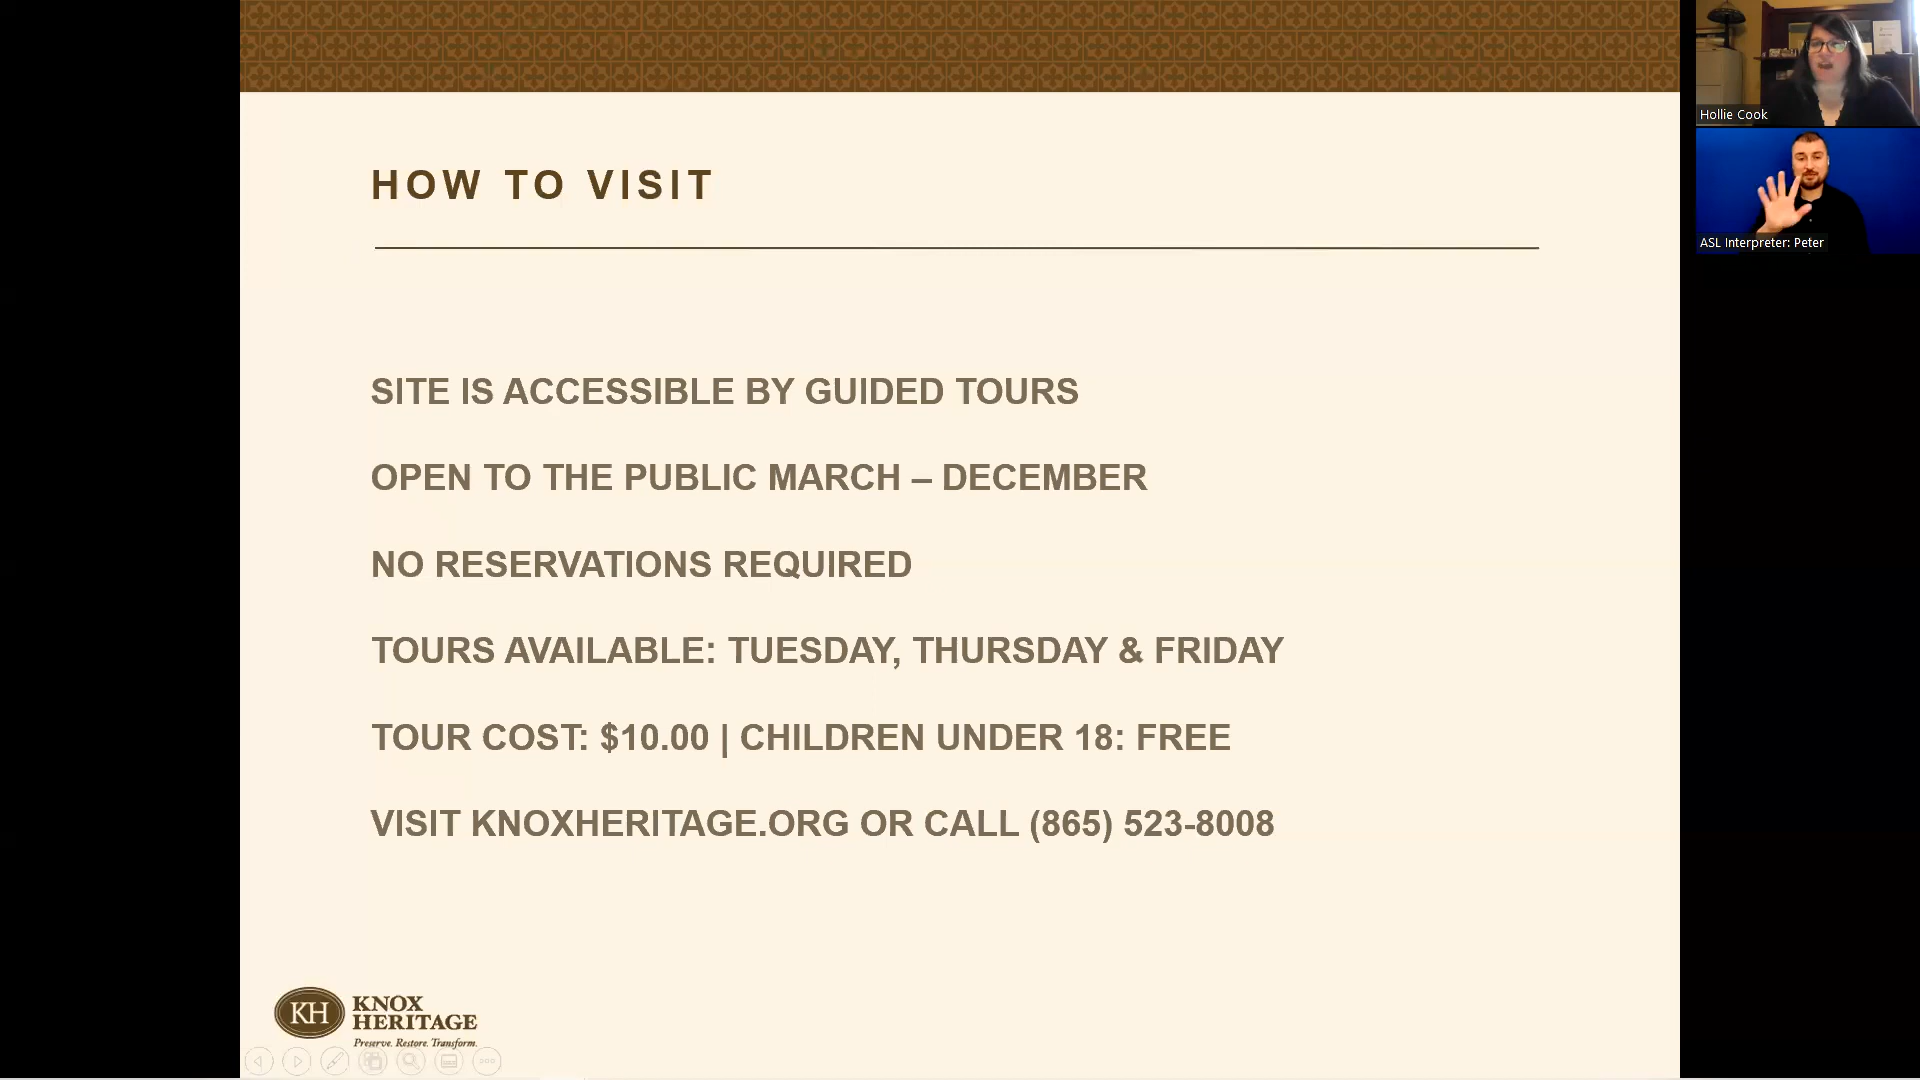 HOW TO VISIT
SITE IS ACCESSIBLE BY GUIDED TOURS
OPEN TO THE PUBLIC MARCH – DECEMBER
NO RESERVATIONS REQUIRED
TOURS AVAILABLE: TUESDAY, THURSDAY & FRIDAY
TOUR COST: $10.00 | CHILDREN UNDER 18: FREE
VISIT KNOXHERITAGE.ORG OR CALL (865) 523-8008
KH
KNOX
HERITAGE
Preserve. Restore. Transform.
Hollie Cook
ASL Interpreter: Peter